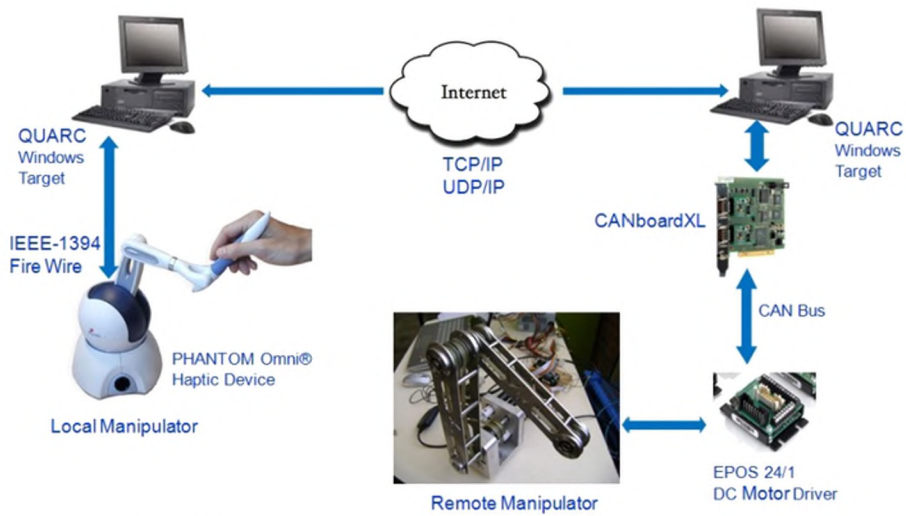 Internet
TCP/IP
UDP/IP
QUARC
Windows
Target
IEEE-1394
Fire Wire
PHANTOM Omni®
Haptic Device
Local Manipulator
QUARC
Windows
Target
CANboardXL
CAN Bus
EPOS 24/1
DC Motor Driver
Remote Manipulator